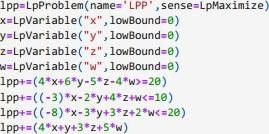 lpp=LpProblem(name='LPP',sense=LpMaximize)
x=LpVariable("x",lowBound=0)
y=LpVariable("y",lowBound=0)
z=LpVariable("z",lowBound=0)
w=LpVariable("w",lowBound=0)
lpp+=(4*x+6*y-5*z-4*w>=20)
lpp+=((-3)*x-2*y+4*z+w<=10)
lpp+=((-8)*x-3*y+3*z+2*w<=20)
lpp+=(4*x+y+3*z+5*w)